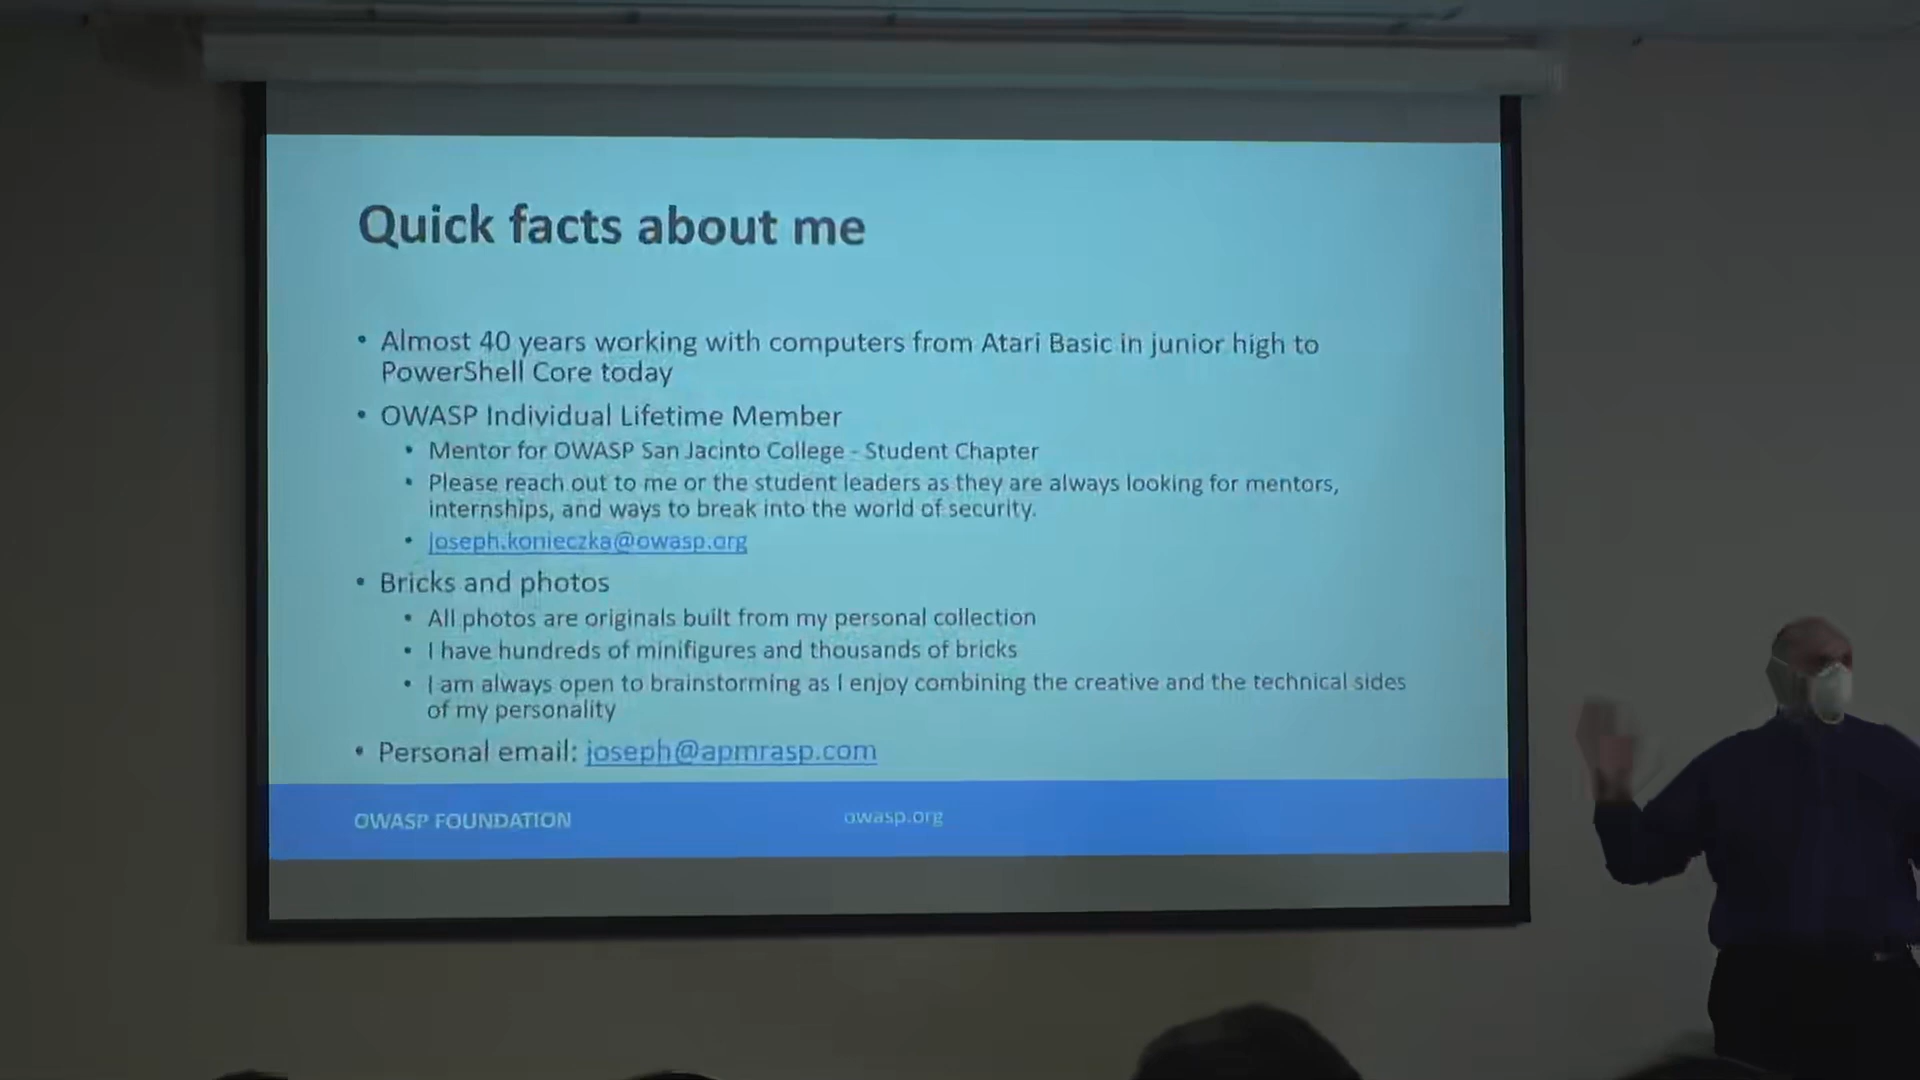 Quick facts about me
• Almost 40 years working with computers from Atari Basic in junior high to
PowerShell Core today
• OWASP Individual Lifetime Member
• Mentor for OWASP San Jacinto College - Student Chapter
• Please reach out to me or the student leaders as they are always looking for mentors,
internships, and ways to break into the world of security.
• joseph.konieczka@owasp.org
• Bricks and photos
• All photos are originals built from my personal collection
• I have hundreds of minifigures and thousands of bricks
• I am always open to brainstorming as I enjoy combining the creative and the technical sides
of my personality
• Personal email: joseph@apmrasp.com
OWASP FOUNDATION
owasp.org